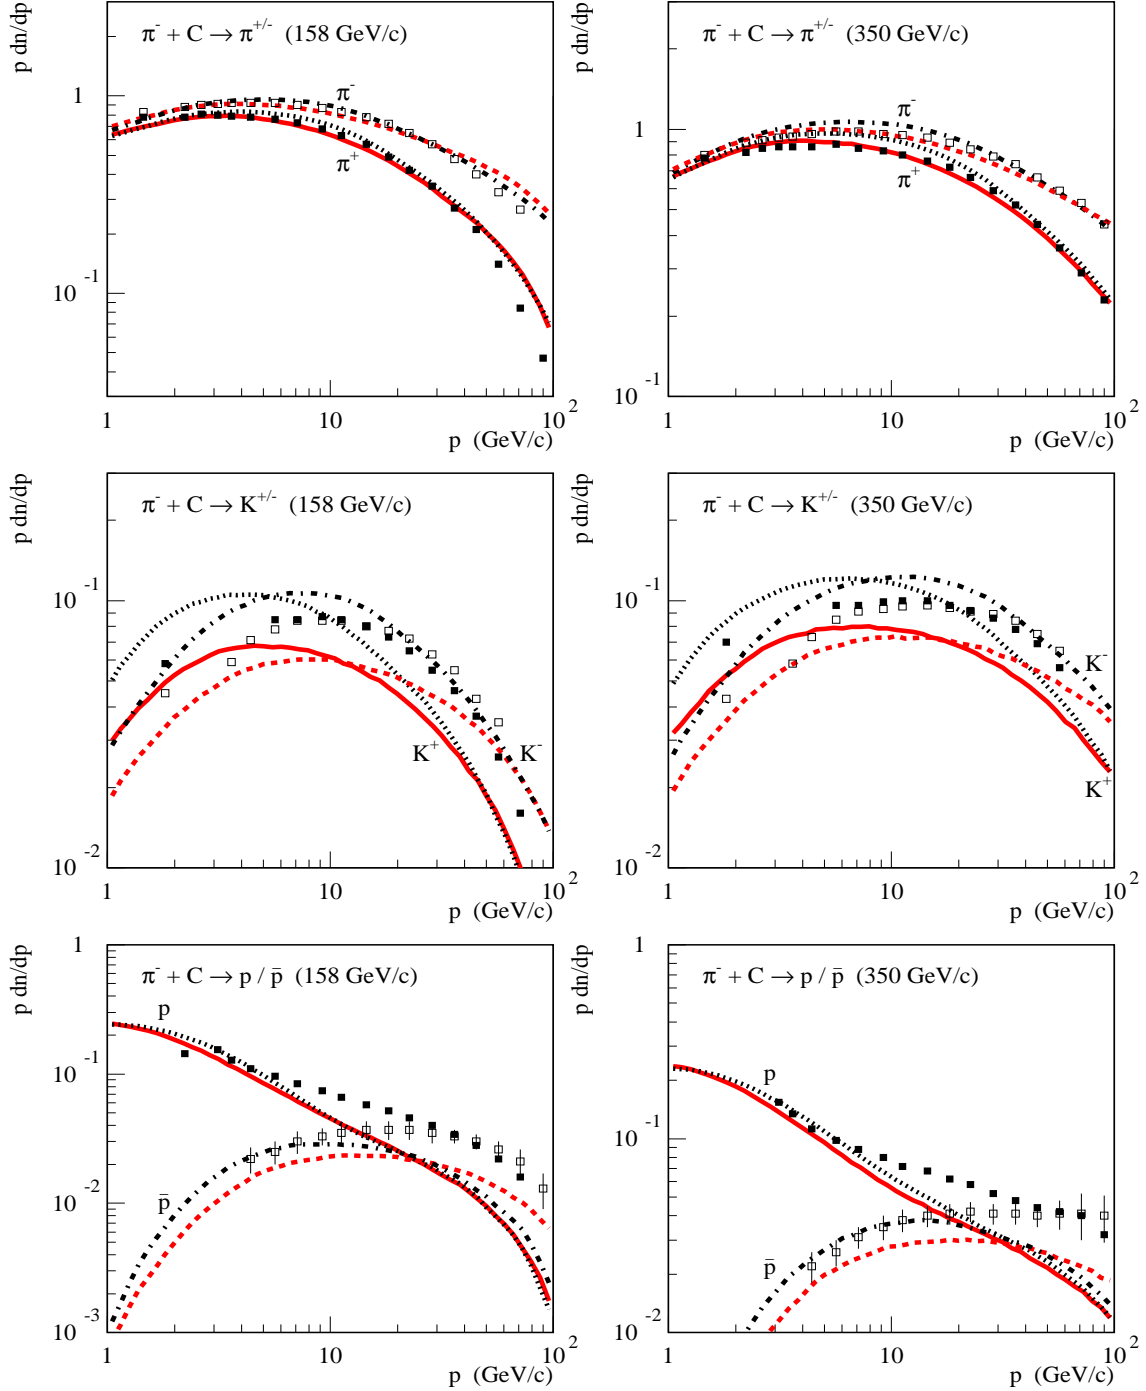 p dn/dp
π⁻ + C → π⁺/⁻ (158 GeV/c)
1
10⁻¹
π⁻
π⁺
1
10
10²
p (GeV/c)
p dn/dp
π⁻ + C → π⁺/⁻ (350 GeV/c)
1
10⁻¹
π⁻
π⁺
1
10
10²
p (GeV/c)
p dn/dp
π⁻ + C → K⁺/⁻ (158 GeV/c)
10⁻¹
10⁻²
K⁺
K⁻
1
10
10²
p (GeV/c)
p dn/dp
π⁻ + C → K⁺/⁻ (350 GeV/c)
10⁻¹
10⁻²
K⁻
K⁺
1
10
10²
p (GeV/c)
p dn/dp
π⁻ + C → p / p̄ (158 GeV/c)
1
10⁻¹
10⁻²
10⁻³
p
p̄
1
10
10²
p (GeV/c)
p dn/dp
π⁻ + C → p / p̄ (350 GeV/c)
1
10⁻¹
10⁻²
p
p̄
1
10
10²
p (GeV/c)